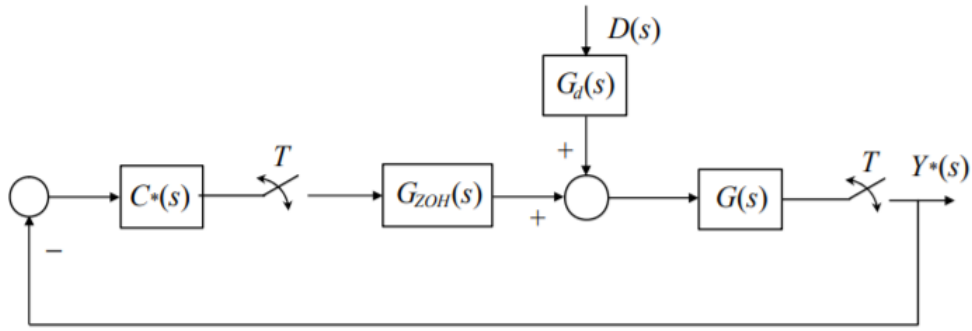 D(s)
G_d(s)
+
T
T
Y*(s)
C*(s)
G_ZOH(s)
+
G(s)
−